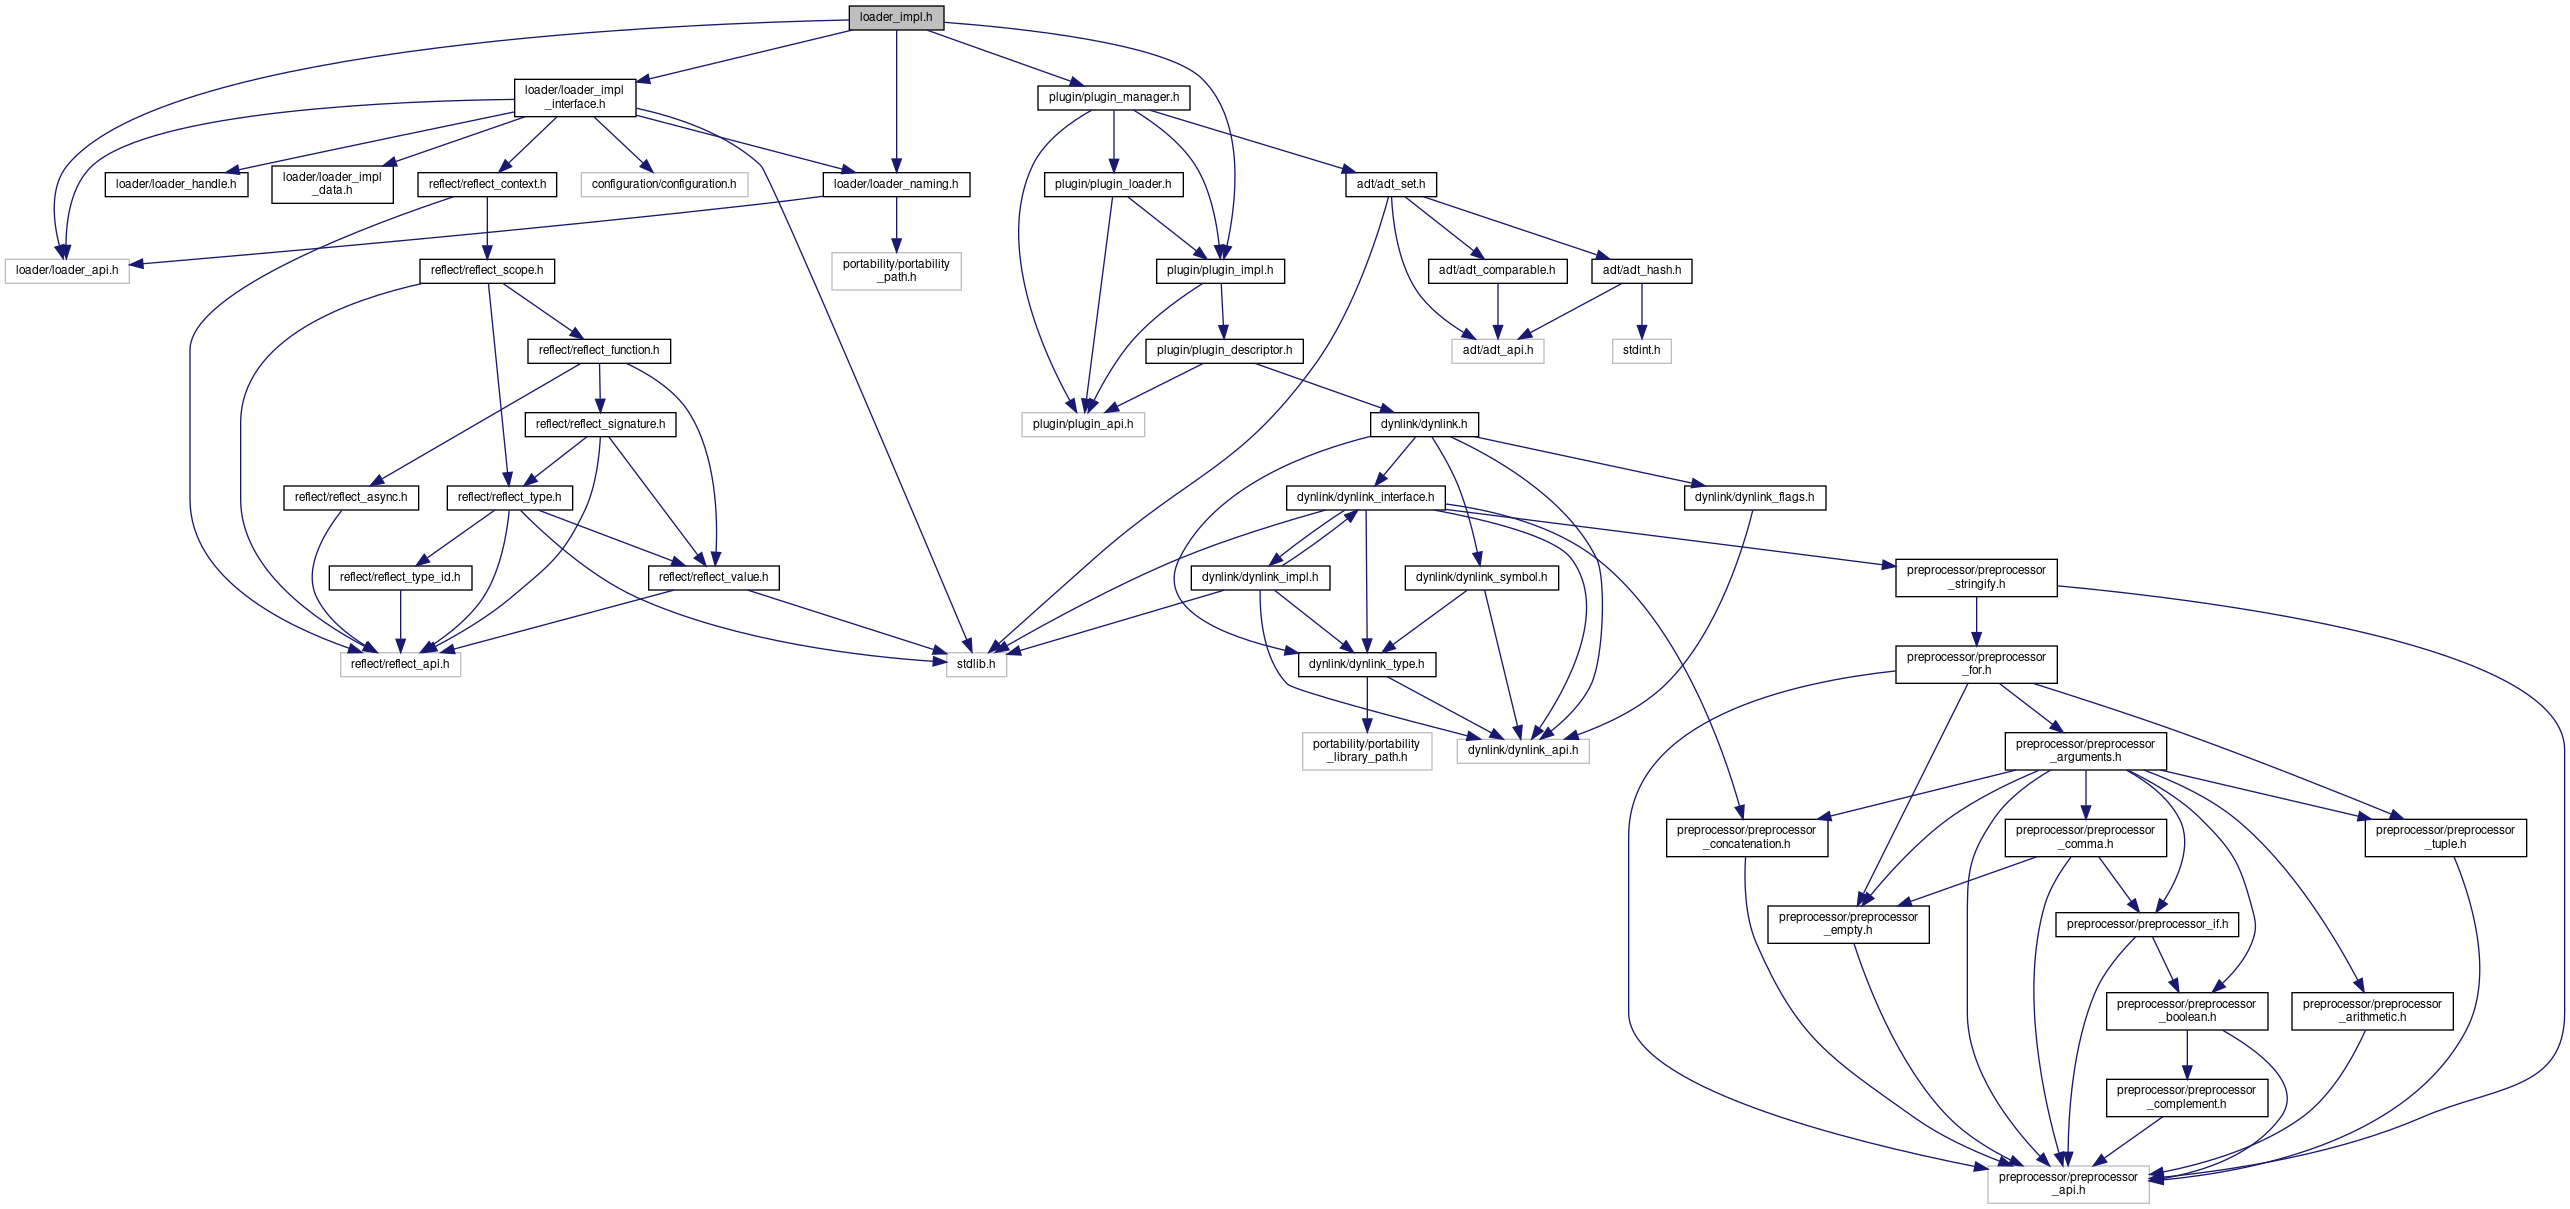 loader_impl.h
loader/loader_impl
_interface.h
plugin/plugin_manager.h
loader/loader_handle.h
loader/loader_impl
_data.h
reflect/reflect_context.h
configuration/configuration.h
loader/loader_naming.h
plugin/plugin_loader.h
adt/adt_set.h
loader/loader_api.h
reflect/reflect_scope.h
portability/portability
_path.h
plugin/plugin_impl.h
adt/adt_comparable.h
adt/adt_hash.h
reflect/reflect_function.h
plugin/plugin_descriptor.h
adt/adt_api.h
stdint.h
reflect/reflect_signature.h
plugin/plugin_api.h
dynlink/dynlink.h
reflect/reflect_async.h
reflect/reflect_type.h
dynlink/dynlink_interface.h
dynlink/dynlink_flags.h
reflect/reflect_type_id.h
reflect/reflect_value.h
dynlink/dynlink_impl.h
dynlink/dynlink_symbol.h
preprocessor/preprocessor
_stringify.h
reflect/reflect_api.h
stdlib.h
dynlink/dynlink_type.h
preprocessor/preprocessor
_for.h
portability/portability
_library_path.h
dynlink/dynlink_api.h
preprocessor/preprocessor
_arguments.h
preprocessor/preprocessor
_concatenation.h
preprocessor/preprocessor
_comma.h
preprocessor/preprocessor
_tuple.h
preprocessor/preprocessor
_empty.h
preprocessor/preprocessor_if.h
preprocessor/preprocessor
_boolean.h
preprocessor/preprocessor
_arithmetic.h
preprocessor/preprocessor
_complement.h
preprocessor/preprocessor
_api.h